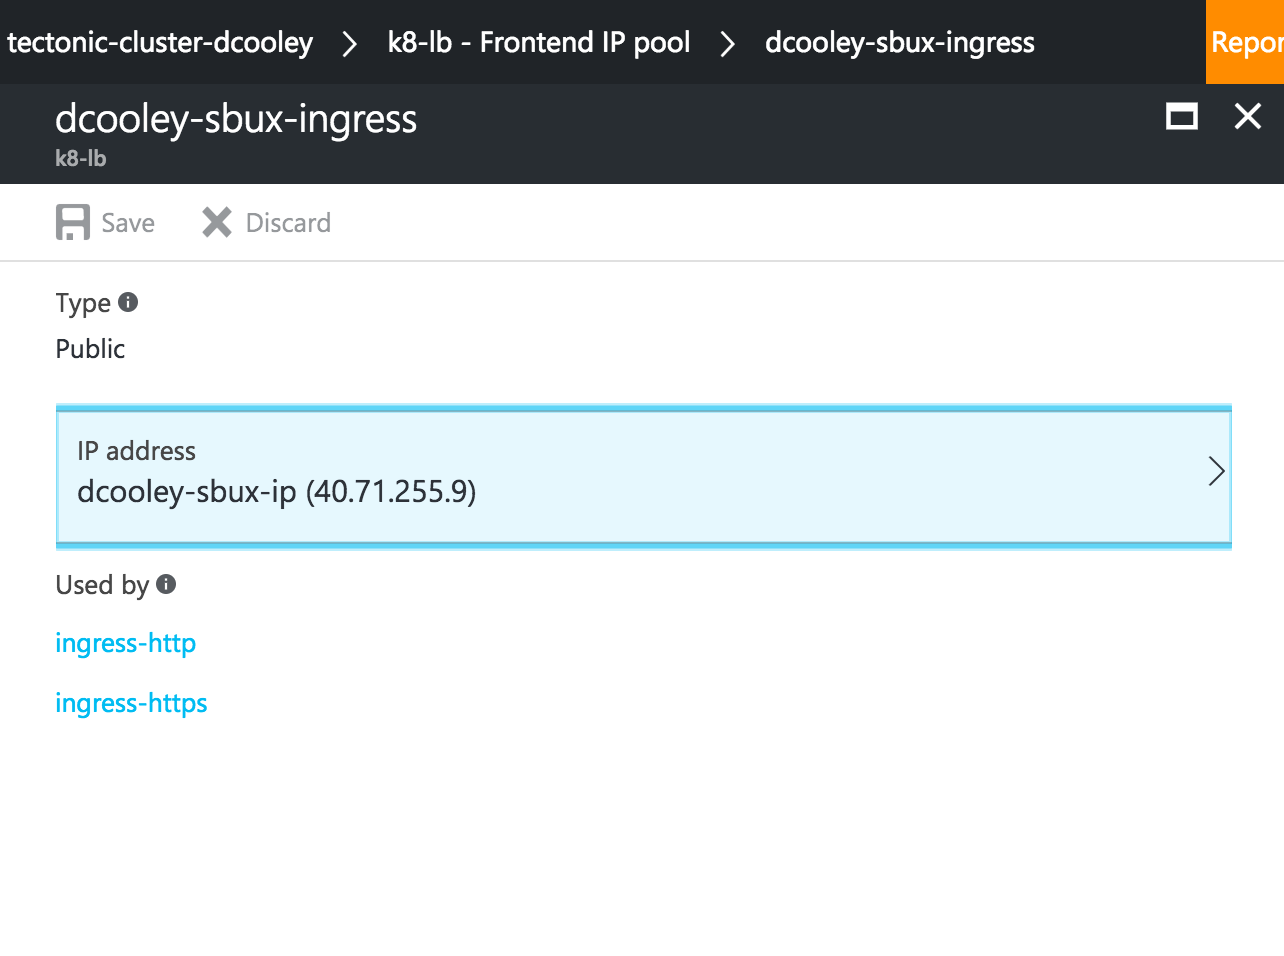 tectonic-cluster-dcooley > k8-lb - Frontend IP pool > dcooley-sbux-ingress Repor
dcooley-sbux-ingress
k8-lb
Save Discard
Type
Public
IP address
dcooley-sbux-ip (40.71.255.9)
Used by
ingress-http
ingress-https